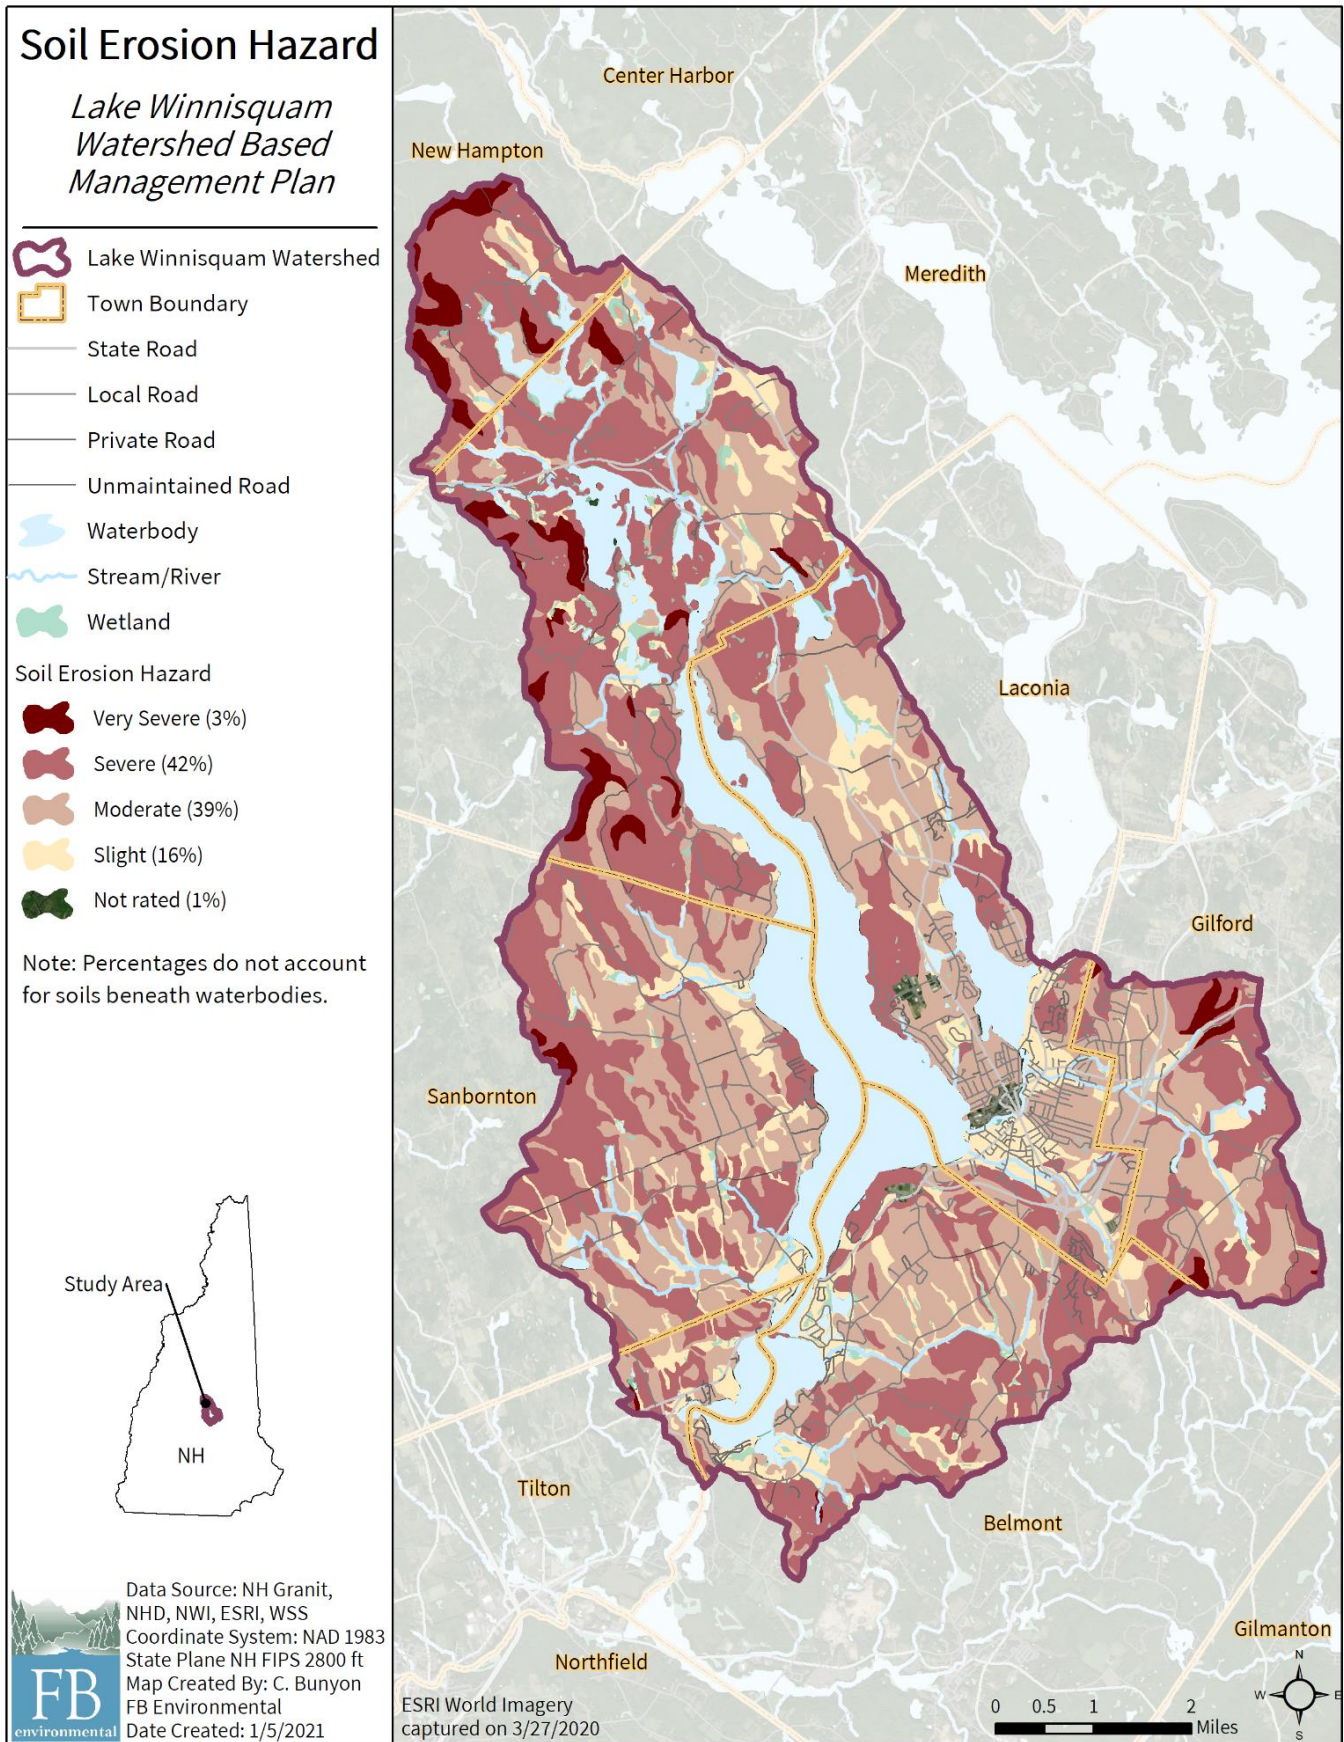 Soil Erosion Hazard
Lake Winnisquam
Watershed Based
Management Plan
Lake Winnisquam Watershed
Town Boundary
State Road
Local Road
Private Road
Unmaintained Road
Waterbody
Stream/River
Wetland
Soil Erosion Hazard
Very Severe (3%)
Severe (42%)
Moderate (39%)
Slight (16%)
Not rated (1%)
Note: Percentages do not account
for soils beneath waterbodies.
Study Area
NH
FB
environmental
Data Source: NH Granit,
NHD, NWI, ESRI, WSS
Coordinate System: NAD 1983
State Plane NH FIPS 2800 ft
Map Created By: C. Bunyon
FB Environmental
Date Created: 1/5/2021
Center Harbor
New Hampton
Meredith
Laconia
Gilford
Sanbornton
Tilton
Belmont
Gilmanton
Northfield
ESRI World Imagery
captured on 3/27/2020
0 0.5 1 2
Miles
N
W E
S